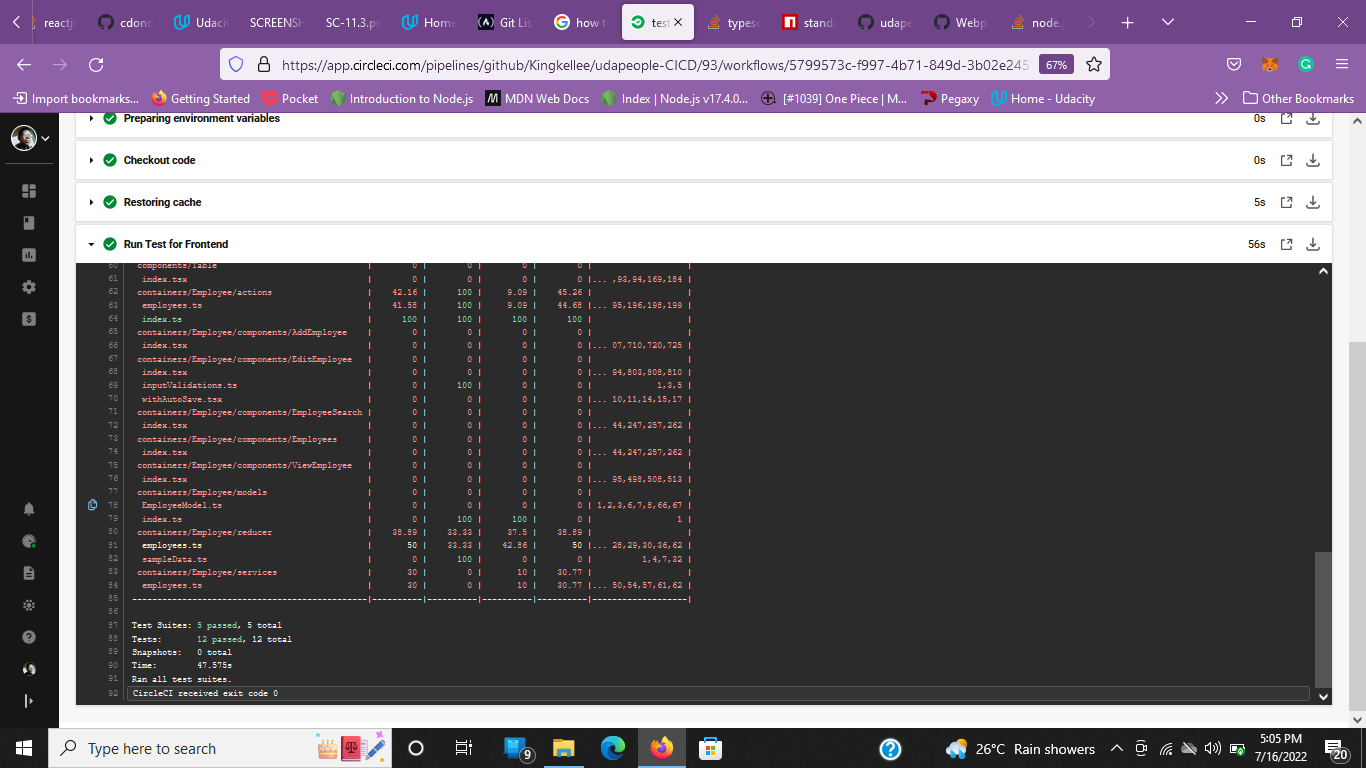 reactj cdonc Udaci SCREENSH SC-11.3.pr Home Git Lis how to test typesc stand udape Webp node.j
https://app.circleci.com/pipelines/github/Kingkellee/udapeople-CICD/93/workflows/5799573c-f997-4b71-849d-3b02e245 67%
Import bookmarks... Getting Started Pocket Introduction to Node.js MDN Web Docs Index | Node.js v17.4.0... [#1039] One Piece | M... Pegaxy Home - Udacity Other Bookmarks
Preparing environment variables 0s
Checkout code 0s
Restoring cache 5s
Run Test for Frontend 56s
60 components/Table | 0 | 0 | 0 | 0 | |
61 index.tsx | 0 | 0 | 0 | 0 |... ,93,94,169,184 |
62 containers/Employee/actions | 42.16 | 100 | 9.09 | 45.26 | |
63 employees.ts | 41.58 | 100 | 9.09 | 44.68 |... 95,196,198,199 |
64 index.ts | 100 | 100 | 100 | 100 | |
65 containers/Employee/components/AddEmployee | 0 | 0 | 0 | 0 | |
66 index.tsx | 0 | 0 | 0 | 0 |... 07,710,720,725 |
67 containers/Employee/components/EditEmployee | 0 | 0 | 0 | 0 | |
68 index.tsx | 0 | 0 | 0 | 0 |... 94,803,808,810 |
69 inputValidations.ts | 0 | 100 | 0 | 0 | 1,3,5 |
70 withAutoSave.tsx | 0 | 0 | 0 | 0 |... 10,11,14,15,17 |
71 containers/Employee/components/EmployeeSearch | 0 | 0 | 0 | 0 | |
72 index.tsx | 0 | 0 | 0 | 0 |... 44,247,257,262 |
73 containers/Employee/components/Employees | 0 | 0 | 0 | 0 | |
74 index.tsx | 0 | 0 | 0 | 0 |... 44,247,257,262 |
75 containers/Employee/components/ViewEmployee | 0 | 0 | 0 | 0 | |
76 index.tsx | 0 | 0 | 0 | 0 |... 95,498,508,513 |
77 containers/Employee/models | 0 | 0 | 0 | 0 | |
78 EmployeeModel.ts | 0 | 0 | 0 | 0 | 1,2,3,6,7,8,66,67 |
79 index.ts | 0 | 100 | 100 | 0 | 1 |
80 containers/Employee/reducer | 38.89 | 33.33 | 37.5 | 38.89 | |
81 employees.ts | 50 | 33.33 | 42.86 | 50 |... 28,29,30,36,62 |
82 sampleData.ts | 0 | 100 | 0 | 0 | 1,4,7,32 |
83 containers/Employee/services | 30 | 0 | 10 | 30.77 | |
84 employees.ts | 30 | 0 | 10 | 30.77 |... 50,54,57,61,62 |
85 -----------------------------------------------|----------|----------|----------|----------|-------------------|
86
87 Test Suites: 5 passed, 5 total
88 Tests: 12 passed, 12 total
89 Snapshots: 0 total
90 Time: 47.575s
91 Ran all test suites.
92 CircleCI received exit code 0
Type here to search 9 26°C Rain showers 5:05 PM
7/16/2022 20